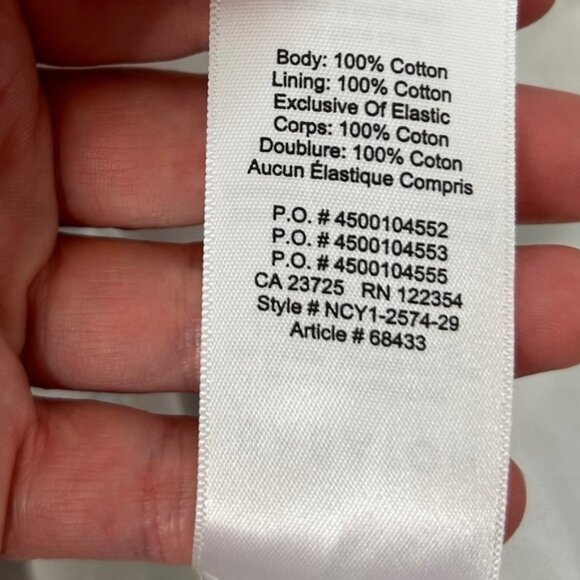 Body: 100% Cotton
Lining: 100% Cotton
Exclusive Of Elastic
Corps: 100% Coton
Doublure: 100% Coton
Aucun Élastique Compris
P.O. # 4500104552
P.O. # 4500104553
P.O. # 4500104555
CA 23725 RN 122354
Style # NCY1-2574-29
Article # 68433